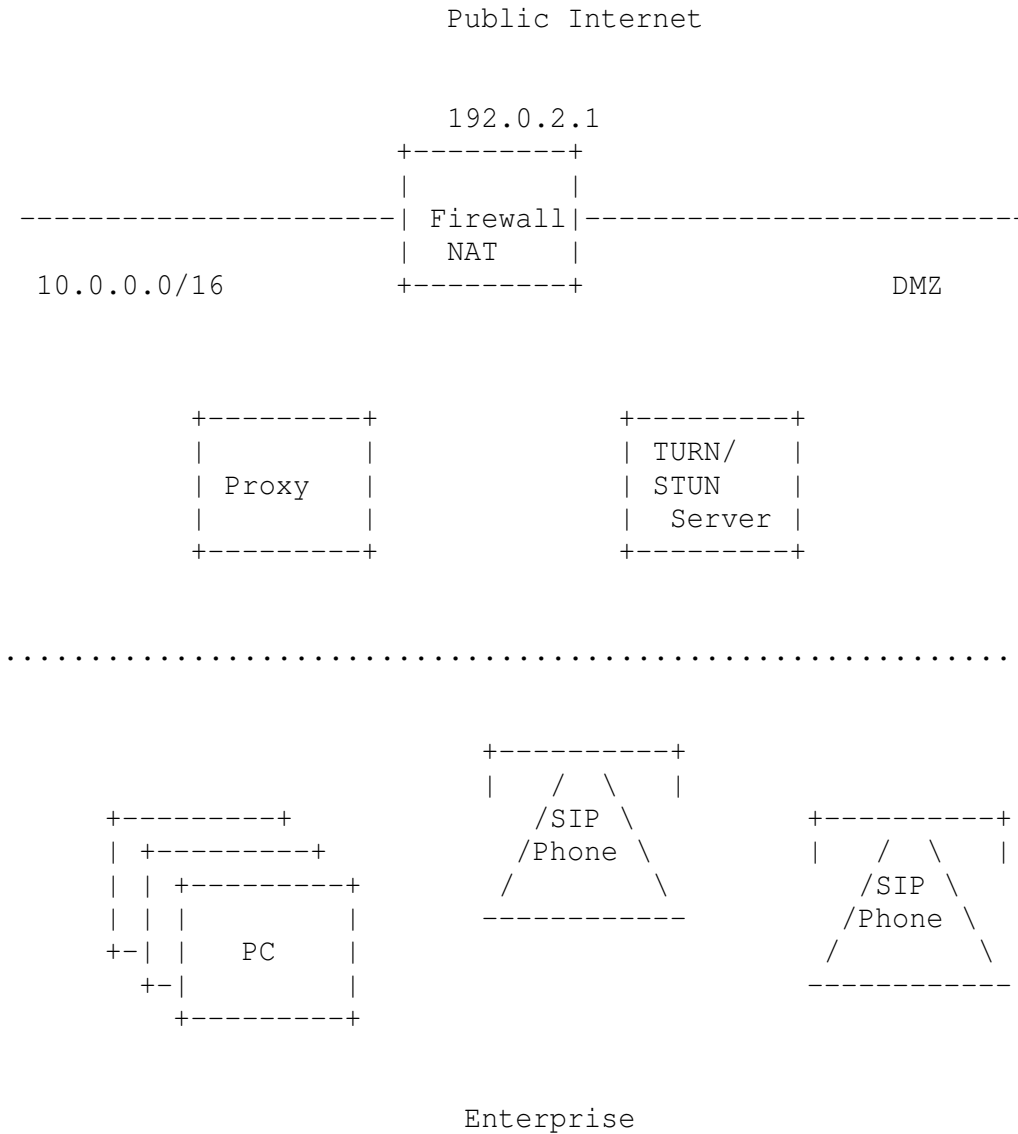 Public Internet
192.0.2.1
Firewall
NAT
10.0.0.0/16
DMZ
Proxy
TURN/
STUN
Server
SIP
Phone
SIP
Phone
PC
Enterprise